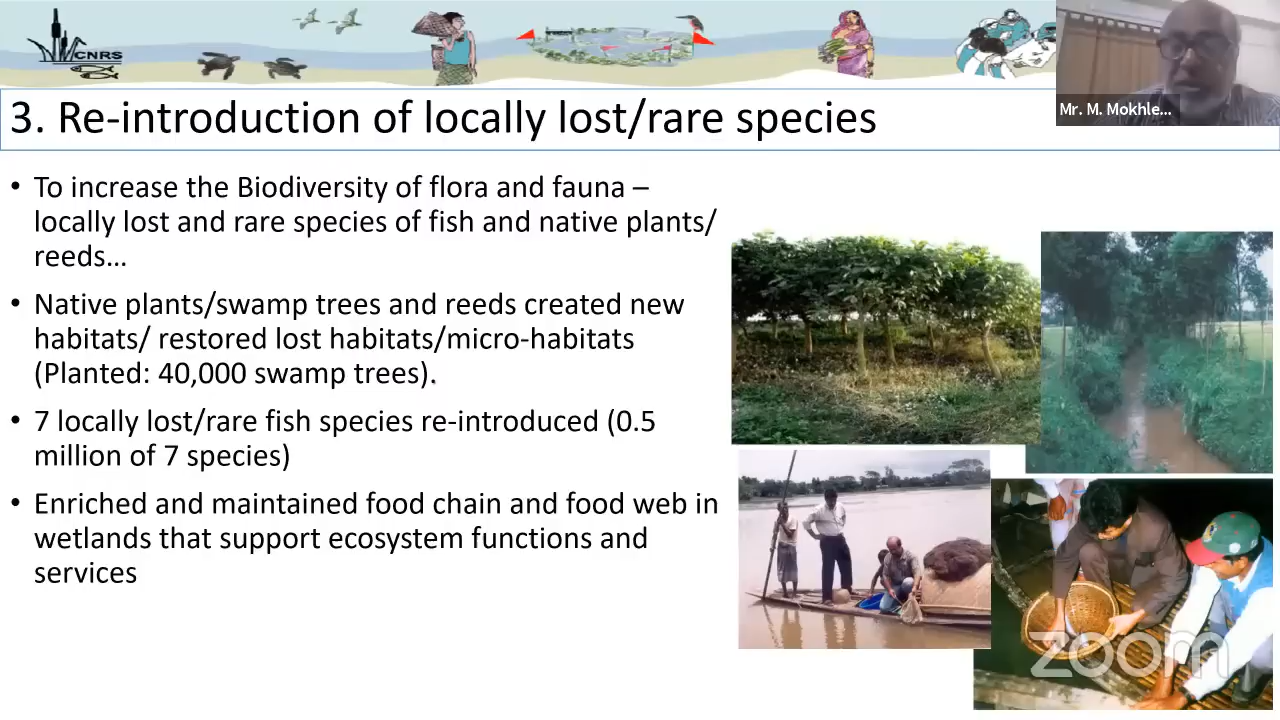 CNRS
Mr. M. Mokhle...
3. Re-introduction of locally lost/rare species
• To increase the Biodiversity of flora and fauna –
locally lost and rare species of fish and native plants/
reeds…
• Native plants/swamp trees and reeds created new
habitats/ restored lost habitats/micro-habitats
(Planted: 40,000 swamp trees).
• 7 locally lost/rare fish species re-introduced (0.5
million of 7 species)
• Enriched and maintained food chain and food web in
wetlands that support ecosystem functions and
services
zoom